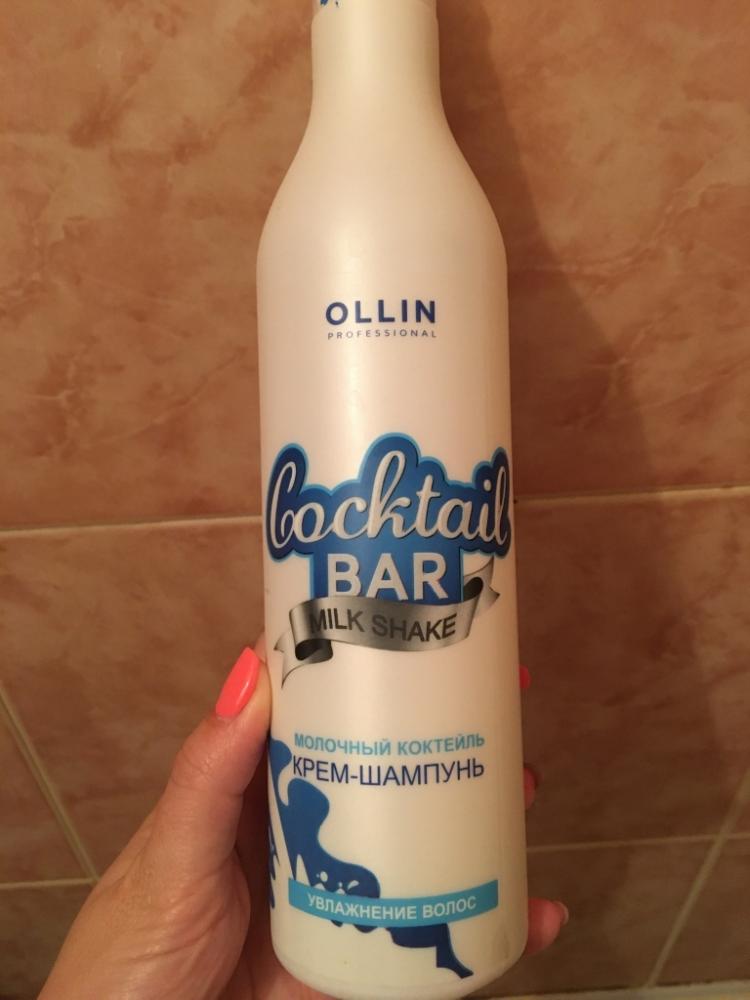 OLLIN
PROFESSIONAL
Cocktail
BAR
MILK SHAKE
МОЛОЧНЫЙ КОКТЕЙЛЬ
КРЕМ-ШАМПУНЬ
УВЛАЖНЕНИЕ ВОЛОС